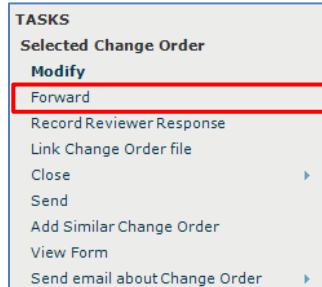 TASKS
Selected Change Order
Modify
Forward
Record Reviewer Response
Link Change Order file
Close
Send
Add Similar Change Order
View Form
Send email about Change Order